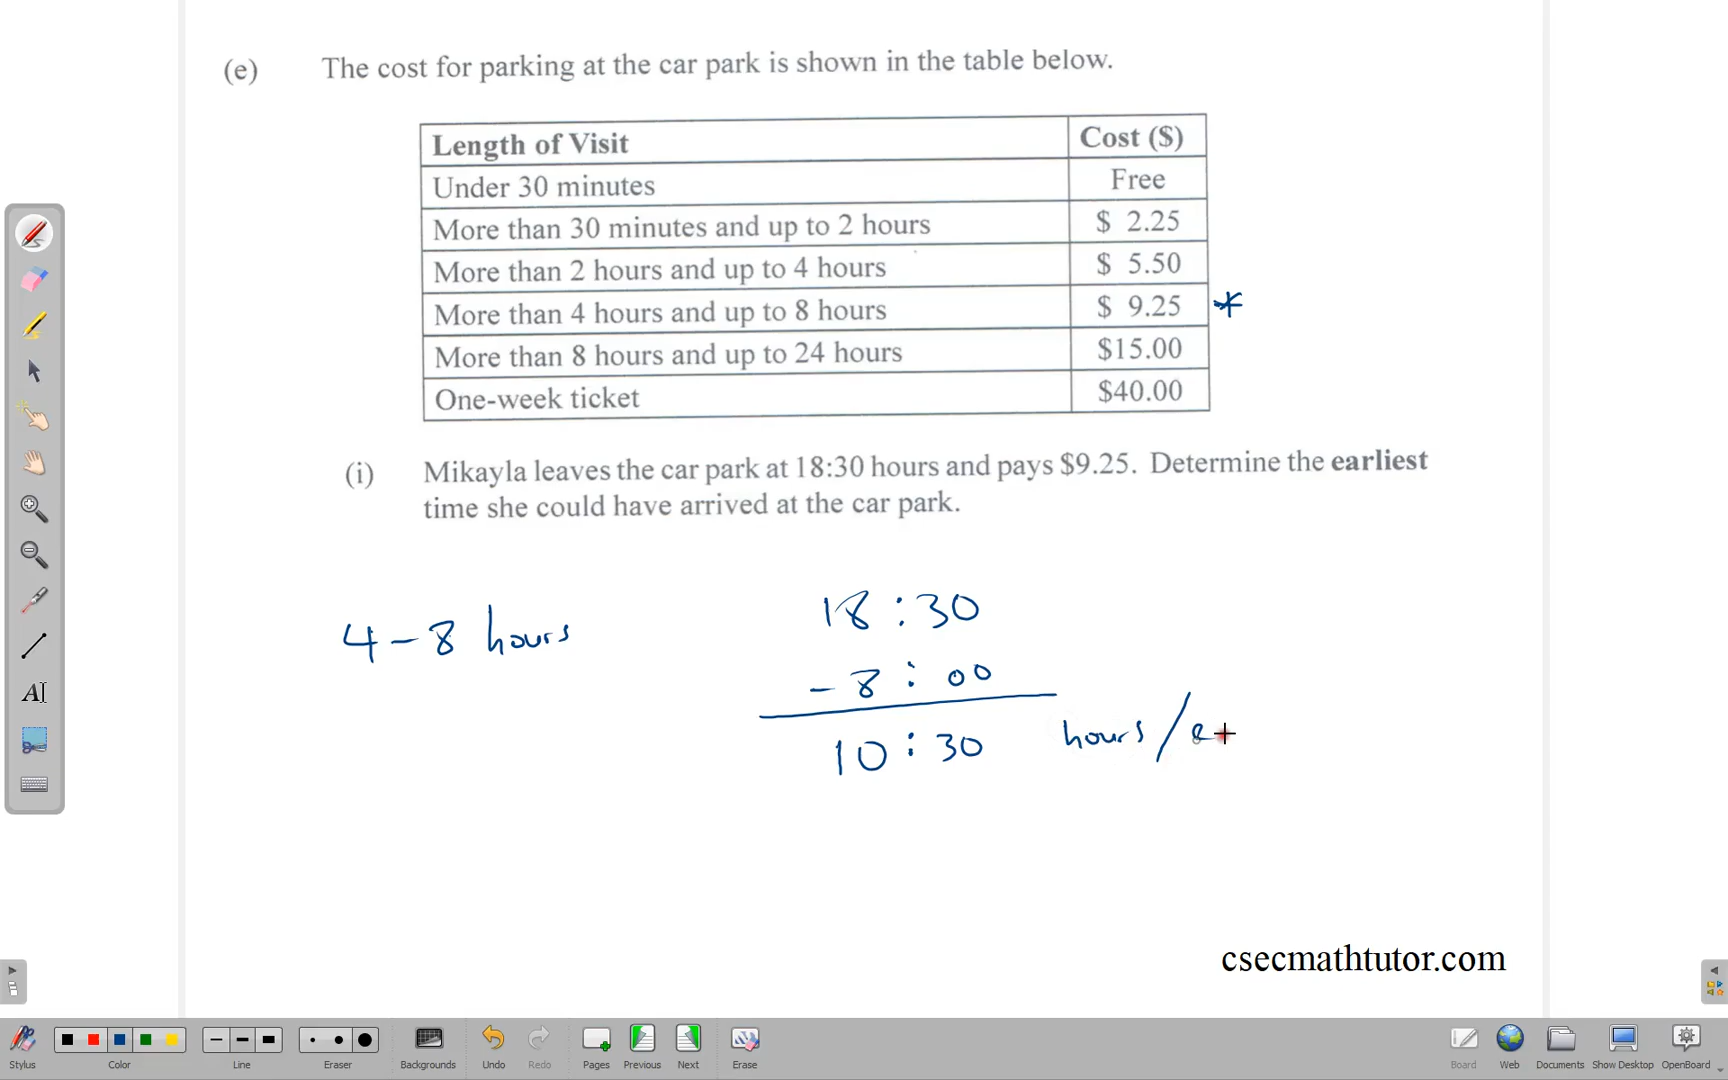 (e) The cost for parking at the car park is shown in the table below.
Length of Visit Cost ($)
Under 30 minutes Free
More than 30 minutes and up to 2 hours $ 2.25
More than 2 hours and up to 4 hours $ 5.50
More than 4 hours and up to 8 hours $ 9.25 *
More than 8 hours and up to 24 hours $15.00
One-week ticket $40.00
(i) Mikayla leaves the car park at 18:30 hours and pays $9.25. Determine the earliest
time she could have arrived at the car park.
4 - 8 hours
18 : 30
- 8 : 00
10 : 30 hours /
csecmathtutor.com
Stylus
Color
Line
Eraser
Backgrounds
Undo
Redo
Pages
Previous
Next
Erase
Board
Web
Documents
Show Desktop
OpenBoard